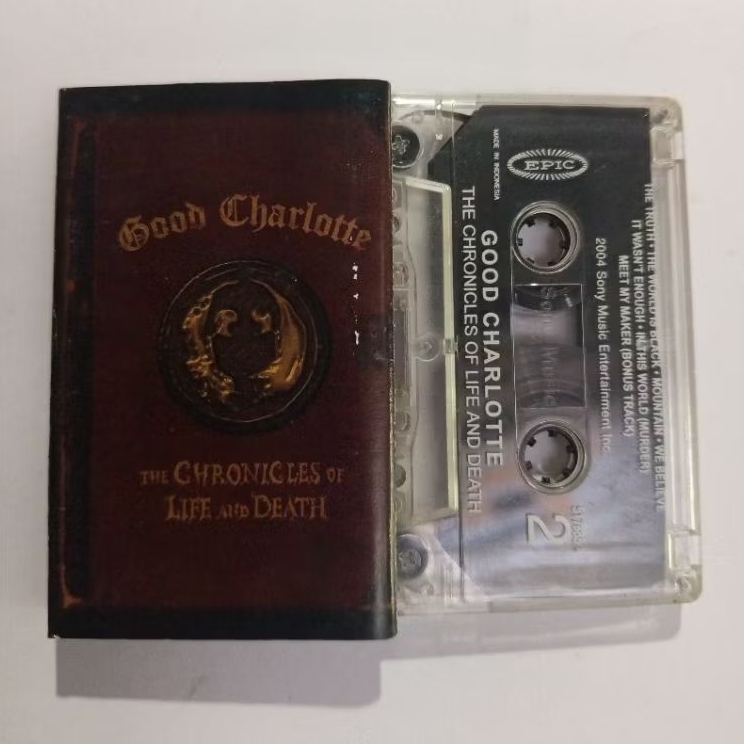 Good Charlotte
THE CHRONICLES OF
LIFE AND DEATH
MADE IN INDONESIA
EPIC
GOOD CHARLOTTE
THE CHRONICLES OF LIFE AND DEATH
2
Sony Music
2004 Sony Music Entertainment Inc.
THE TRUTH • THE WORLD IS BLACK • MOUNTAIN • WE BELIEVE
IT WASN'T ENOUGH • IN THIS WORLD (MURDER)
MEET MY MAKER (BONUS TRACK)